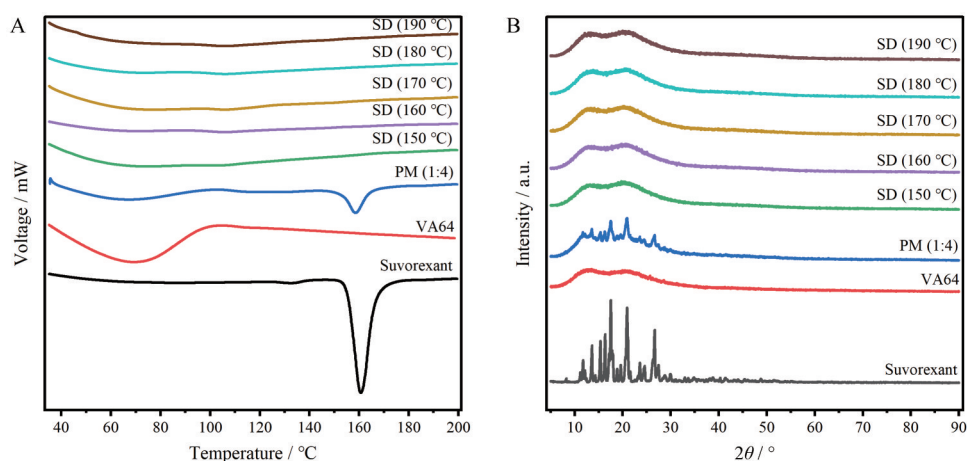 A
SD (190 ℃)
SD (180 ℃)
SD (170 ℃)
SD (160 ℃)
SD (150 ℃)
PM (1:4)
VA64
Suvorexant
Voltage / mW
40 60 80 100 120 140 160 180 200
Temperature / ℃
B
SD (190 ℃)
SD (180 ℃)
SD (170 ℃)
SD (160 ℃)
SD (150 ℃)
PM (1:4)
VA64
Suvorexant
Intensity / a.u.
10 20 30 40 50 60 70 80 90
2θ / °